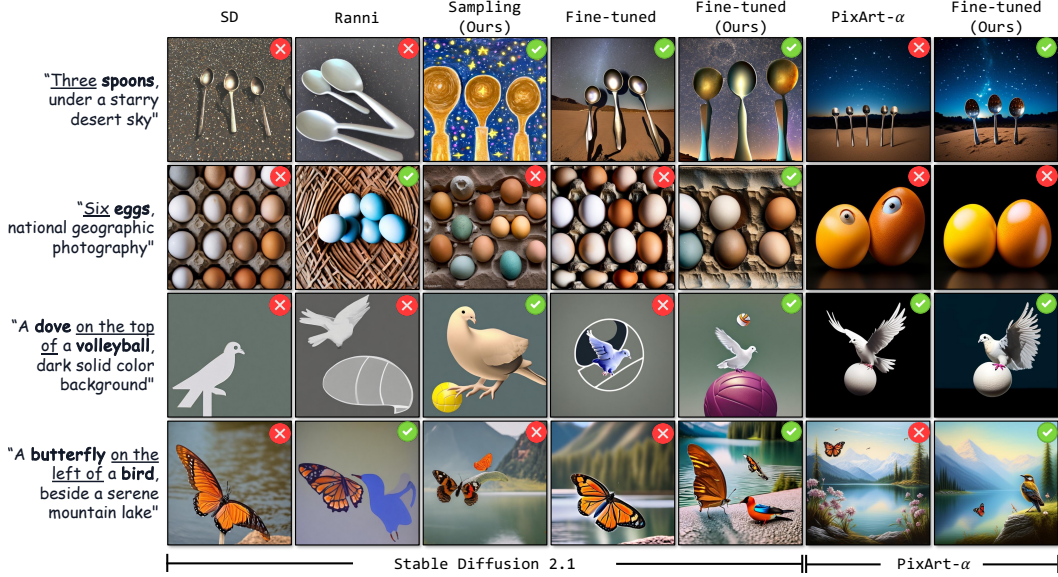 SD
Ranni
Sampling
(Ours)
Fine-tuned
Fine-tuned
(Ours)
PixArt-α
Fine-tuned
(Ours)
"Three spoons,
under a starry
desert sky"
"Six eggs,
national geographic
photography"
"A dove on the top
of a volleyball,
dark solid color
background"
"A butterfly on the
left of a bird,
beside a serene
mountain lake"
Stable Diffusion 2.1
PixArt-α